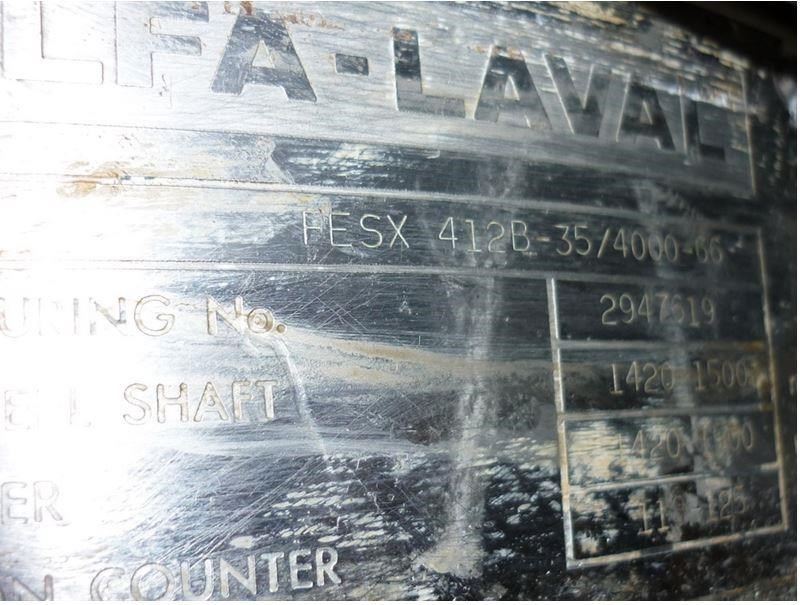 LFA-LAVAL
FESX 412B-35/4000-66
URING No. 2947619
SHAFT 1420-1500
ER
N COUNTER